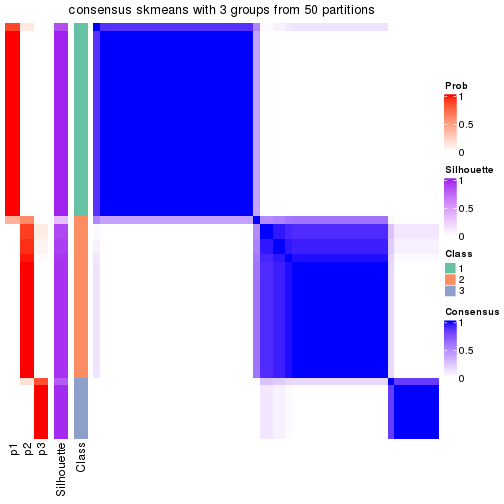 consensus skmeans with 3 groups from 50 partitions
Prob
1
0.5
0
Silhouette
1
0.5
0
Class
1
2
3
Consensus
1
0.5
0
p1
p2
p3
Silhouette
Class